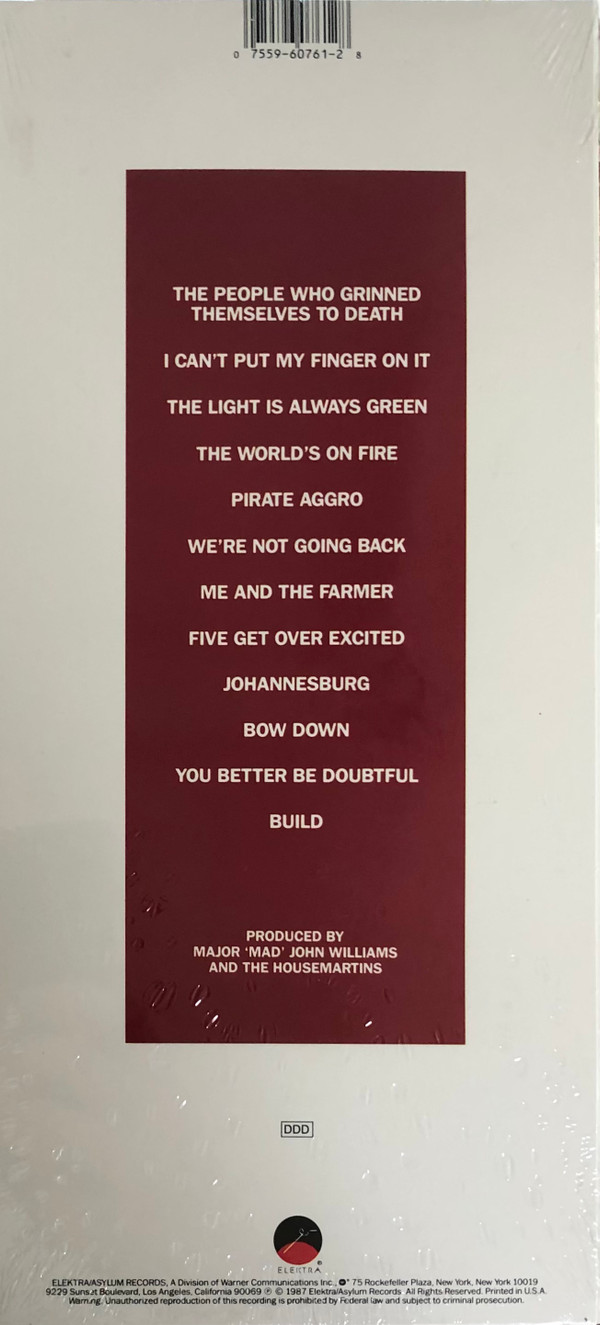 0 7559-60761-2 8
THE PEOPLE WHO GRINNED
THEMSELVES TO DEATH
I CAN'T PUT MY FINGER ON IT
THE LIGHT IS ALWAYS GREEN
THE WORLD'S ON FIRE
PIRATE AGGRO
WE'RE NOT GOING BACK
ME AND THE FARMER
FIVE GET OVER EXCITED
JOHANNESBURG
BOW DOWN
YOU BETTER BE DOUBTFUL
BUILD
PRODUCED BY
MAJOR 'MAD' JOHN WILLIAMS
AND THE HOUSEMARTINS
DDD
ELEKTRA ®
ELEKTRA/ASYLUM RECORDS, A Division of Warner Communications Inc., 75 Rockefeller Plaza, New York, New York 10019
9229 Sunset Boulevard, Los Angeles, California 90069 ℗ © 1987 Elektra/Asylum Records All Rights Reserved. Printed in U.S.A.
Warning: Unauthorized reproduction of this recording is prohibited by Federal law and subject to criminal prosecution.